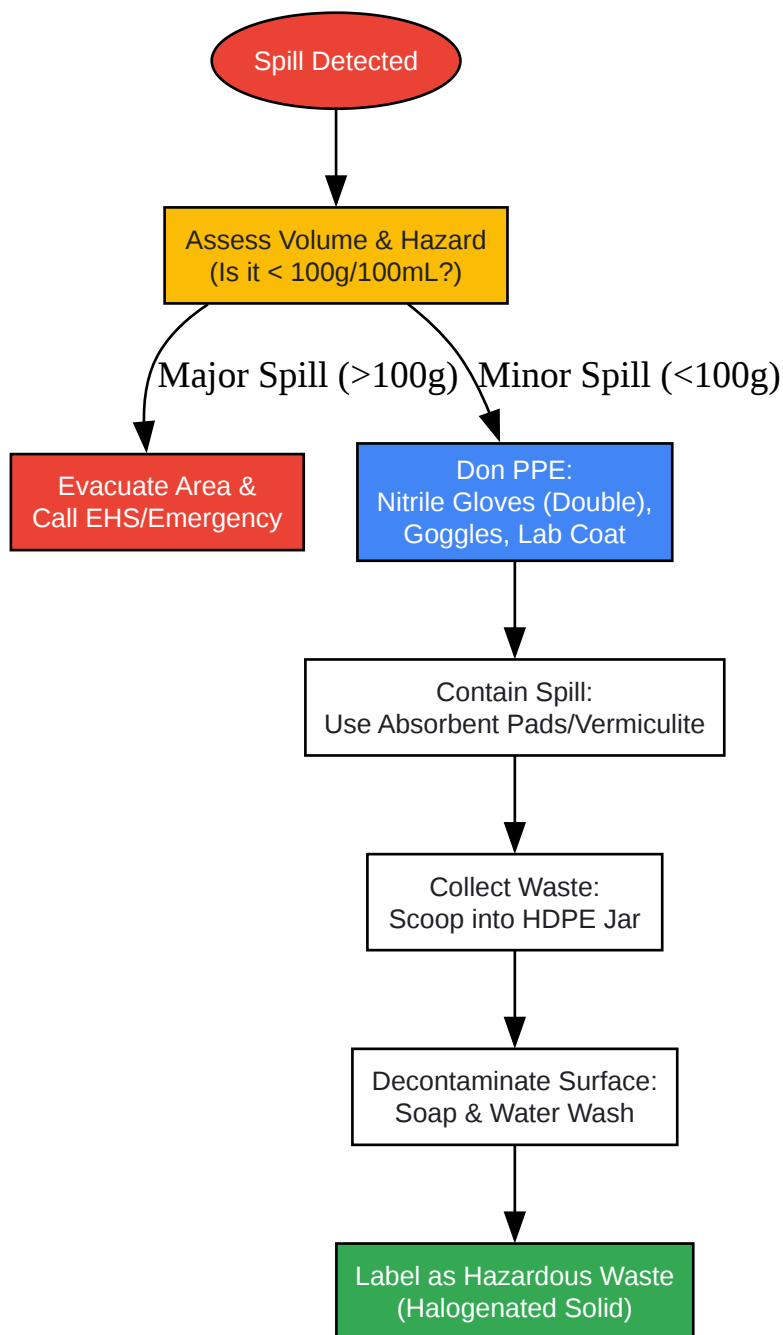 Spill Detected
Assess Volume & Hazard
(Is it < 100g/100mL?)
Major Spill (>100g)
Minor Spill (<100g)
Evacuate Area &
Call EHS/Emergency
Don PPE:
Nitrile Gloves (Double),
Goggles, Lab Coat
Contain Spill:
Use Absorbent Pads/Vermiculite
Collect Waste:
Scoop into HDPE Jar
Decontaminate Surface:
Soap & Water Wash
Label as Hazardous Waste
(Halogenated Solid)